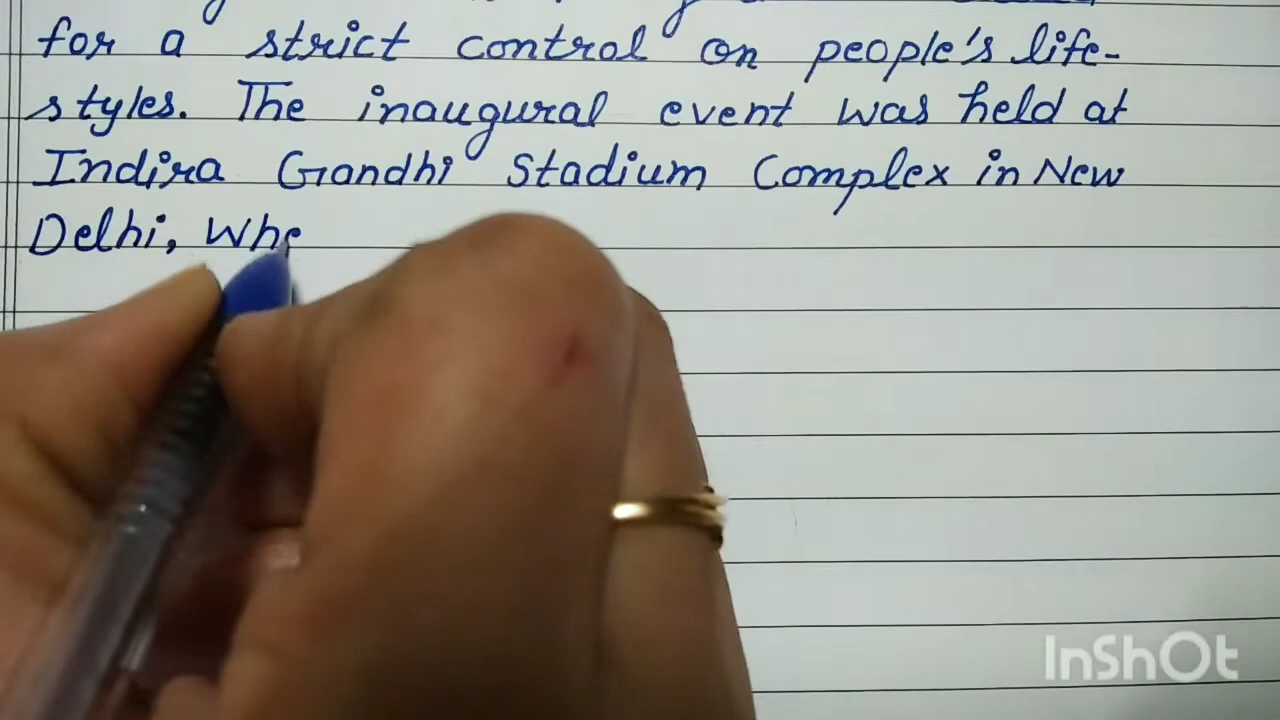 for a strict control on people's life-
styles. The inaugural event was held at
Indira Gandhi Stadium Complex in New
Delhi, Whe
InShOt